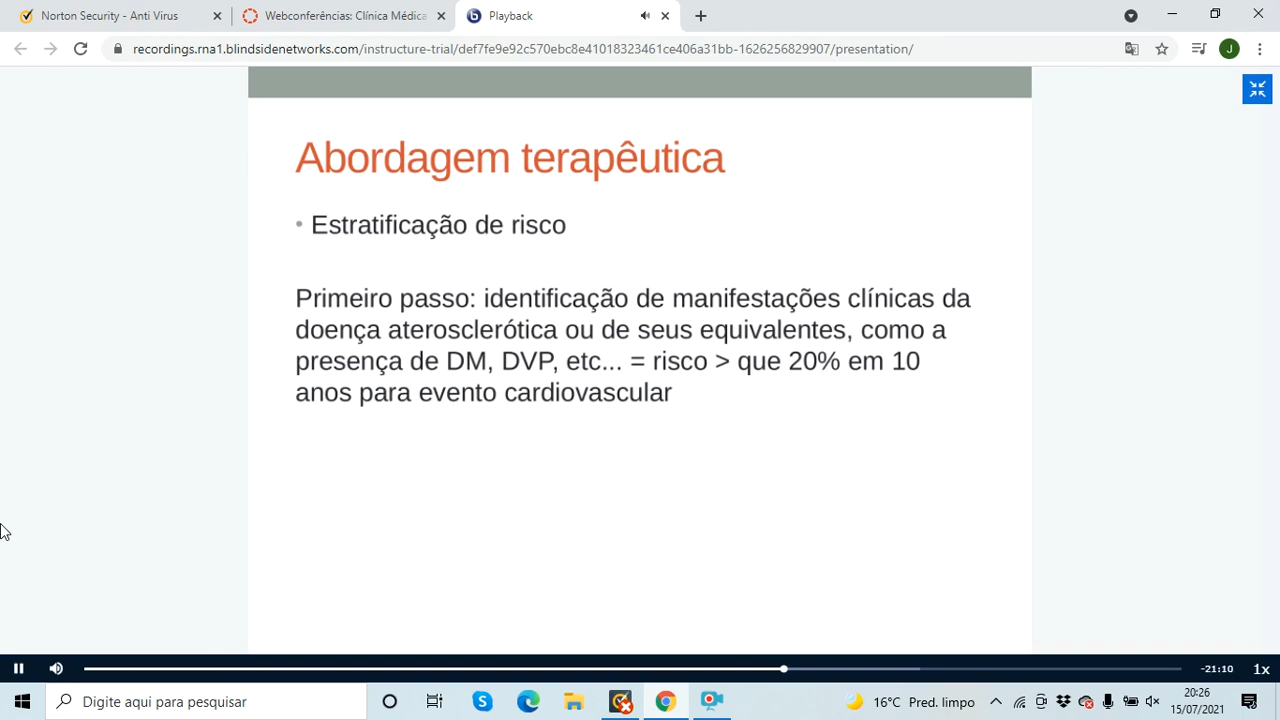 Norton Security - Anti Virus
Webconferências: Clínica Médica
Playback
recordings.rna1.blindsidenetworks.com/instructure-trial/def7fe9e92c570ebc8e41018323461ce406a31bb-1626256829907/presentation/
J
Abordagem terapêutica
• Estratificação de risco
Primeiro passo: identificação de manifestações clínicas da
doença aterosclerótica ou de seus equivalentes, como a
presença de DM, DVP, etc... = risco > que 20% em 10
anos para evento cardiovascular
-21:10 1x
Digite aqui para pesquisar
16°C Pred. limpo
20:26
15/07/2021